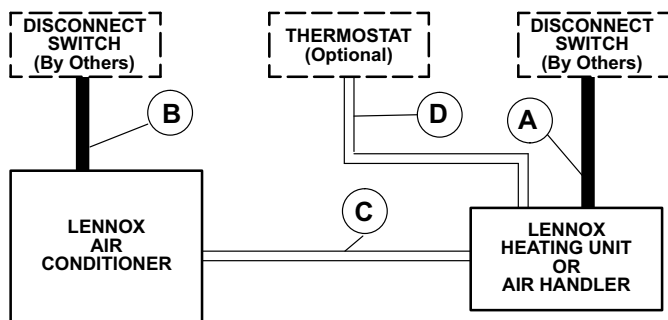 DISCONNECT
SWITCH
(By Others)
THERMOSTAT
(Optional)
DISCONNECT
SWITCH
(By Others)
B
D
A
C
LENNOX
AIR
CONDITIONER
LENNOX
HEATING UNIT
OR
AIR HANDLER